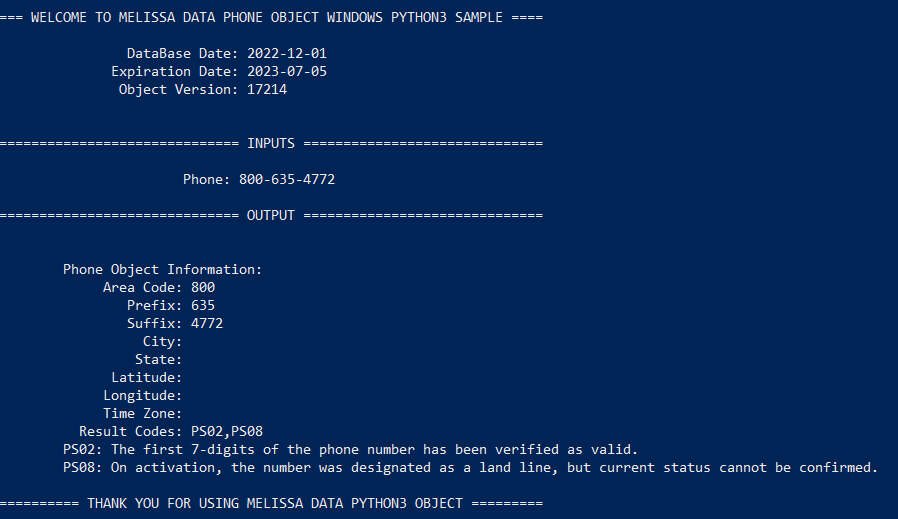 === WELCOME TO MELISSA DATA PHONE OBJECT WINDOWS PYTHON3 SAMPLE ====
DataBase Date: 2022-12-01
Expiration Date: 2023-07-05
Object Version: 17214
============================== INPUTS ==============================
Phone: 800-635-4772
============================== OUTPUT ==============================
Phone Object Information:
Area Code: 800
Prefix: 635
Suffix: 4772
City:
State:
Latitude:
Longitude:
Time Zone:
Result Codes: PS02,PS08
PS02: The first 7-digits of the phone number has been verified as valid.
PS08: On activation, the number was designated as a land line, but current status cannot be confirmed.
========== THANK YOU FOR USING MELISSA DATA PYTHON3 OBJECT =========